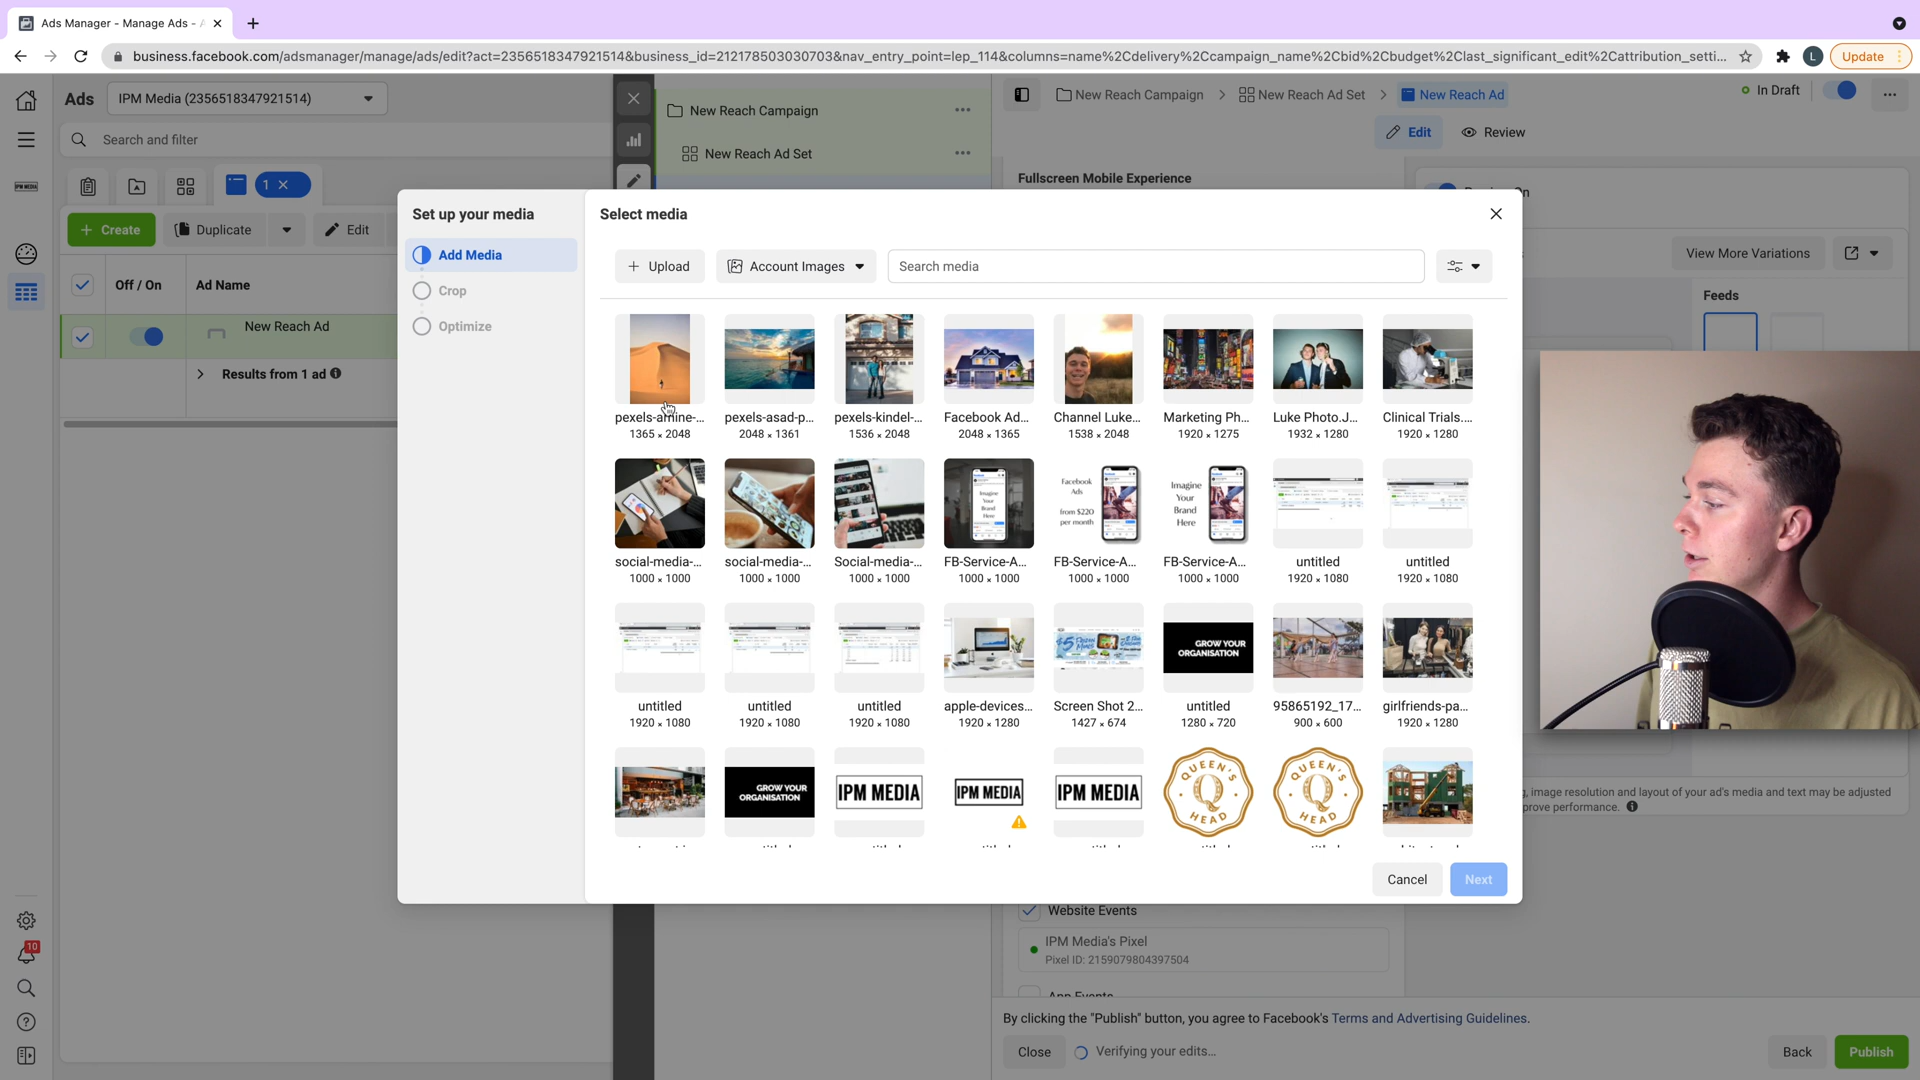 Ads Manager - Manage Ads - A
business.facebook.com/adsmanager/manage/ads/edit?act=2356518347921514&business_id=212178503030703&nav_entry_point=lep_114&columns=name%2Cdelivery%2Ccampaign_name%2Cbid%2Cbudget%2Clast_significant_edit%2Cattribution_setti...
L
Update
Ads
IPM Media (2356518347921514)
Search and filter
1
Create
Duplicate
Edit
Off / On
Ad Name
New Reach Ad
Results from 1 ad
IPM MEDIA
10
New Reach Campaign
New Reach Ad Set
New Reach Campaign
New Reach Ad Set
New Reach Ad
In Draft
Edit
Review
Fullscreen Mobile Experience
View More Variations
Feeds
Set up your media
Add Media
Crop
Optimize
Select media
Upload
Account Images
Search media
pexels-amine-...
1365 × 2048
pexels-asad-p...
2048 × 1361
pexels-kindel-...
1536 × 2048
Facebook Ad...
2048 × 1365
Channel Luke...
1538 × 2048
Marketing Ph...
1920 × 1275
Luke Photo.J...
1932 × 1280
Clinical Trials....
1920 × 1280
Imagine
Your
Brand
Here
Facebook
Ads
from $220
per month
Imagine
Your
Brand
Here
social-media-...
1000 × 1000
social-media-...
1000 × 1000
Social-media-...
1000 × 1000
FB-Service-A...
1000 × 1000
FB-Service-A...
1000 × 1000
FB-Service-A...
1000 × 1000
untitled
1920 × 1080
untitled
1920 × 1080
GROW YOUR
ORGANISATION
untitled
1920 × 1080
untitled
1920 × 1080
untitled
1920 × 1080
apple-devices...
1920 × 1280
Screen Shot 2...
1427 × 674
untitled
1280 × 720
95865192_17...
900 × 600
girlfriends-pa...
1920 × 1280
GROW YOUR
ORGANISATION
IPM MEDIA
IPM MEDIA
IPM MEDIA
QUEEN'S
Q
HEAD
QUEEN'S
Q
HEAD
Cancel
Next
, image resolution and layout of your ad's media and text may be adjusted
prove performance.
Website Events
IPM Media's Pixel
Pixel ID: 2159079804397504
App Events
By clicking the "Publish" button, you agree to Facebook's Terms and Advertising Guidelines.
Close
Verifying your edits...
Back
Publish